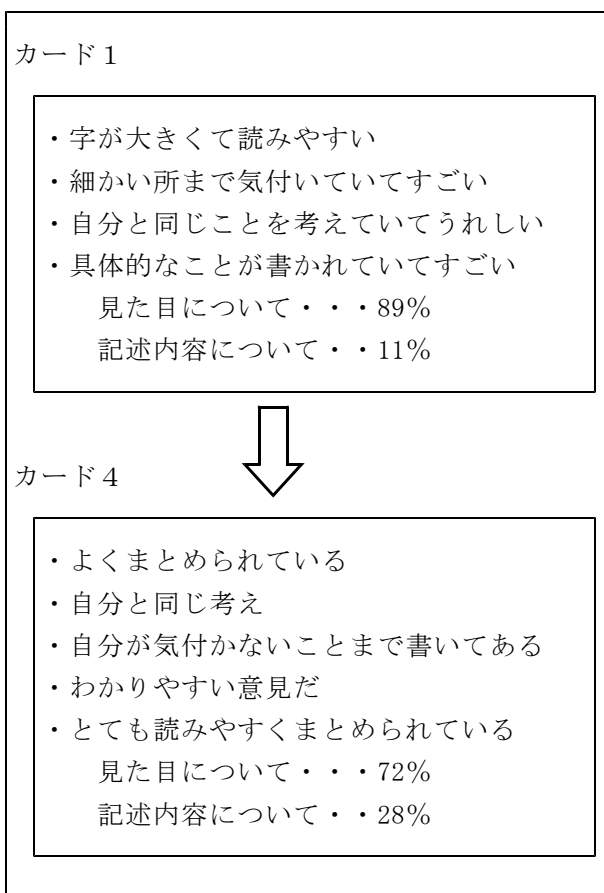 カード１
・字が大きくて読みやすい
・細かい所まで気付いていてすごい
・自分と同じことを考えていてうれしい
・具体的なことが書かれていてすごい
見た目について・・・89％
記述内容について・・11％
カード４
・よくまとめられている
・自分と同じ考え
・自分が気付かないことまで書いてある
・わかりやすい意見だ
・とても読みやすくまとめられている
見た目について・・・72％
記述内容について・・28％